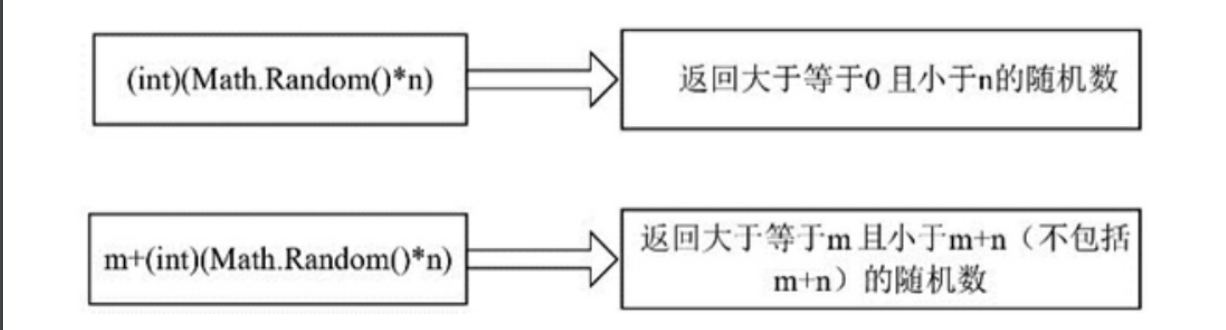 (int)(Math.Random()*n)
返回大于等于0 且小于n的随机数
m+(int)(Math.Random()*n)
返回大于等于m 且小于m+n（不包括
m+n）的随机数